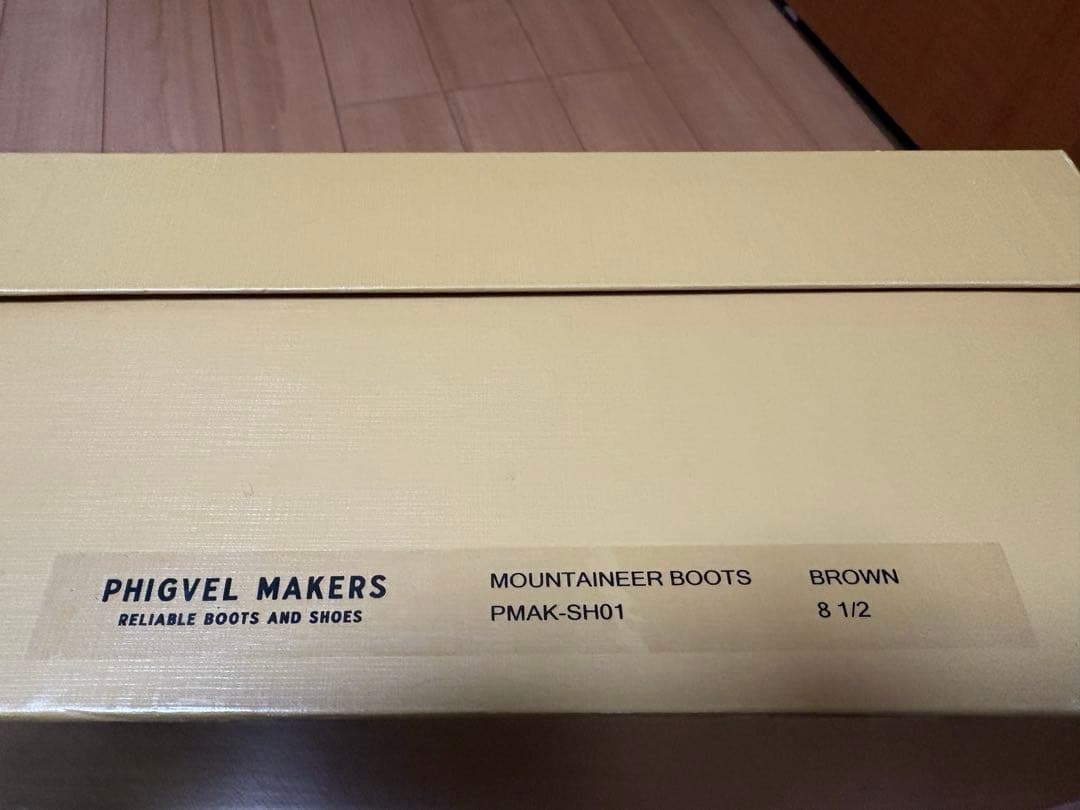 PHIGVEL MAKERS
RELIABLE BOOTS AND SHOES
MOUNTAINEER BOOTS
PMAK-SH01
BROWN
8 1/2